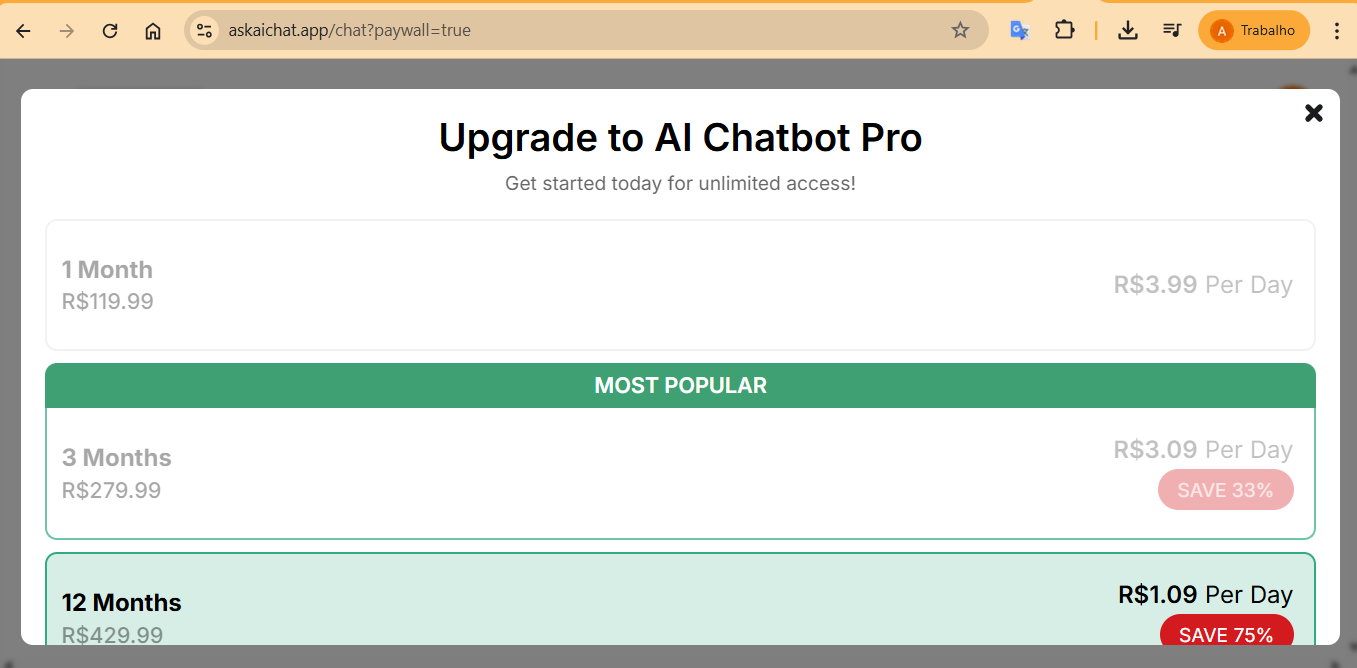 askaichat.app/chat?paywall=true
A Trabalho
Upgrade to AI Chatbot Pro
Get started today for unlimited access!
1 Month
R$119.99
R$3.99 Per Day
MOST POPULAR
3 Months
R$279.99
R$3.09 Per Day
SAVE 33%
12 Months
R$429.99
R$1.09 Per Day
SAVE 75%